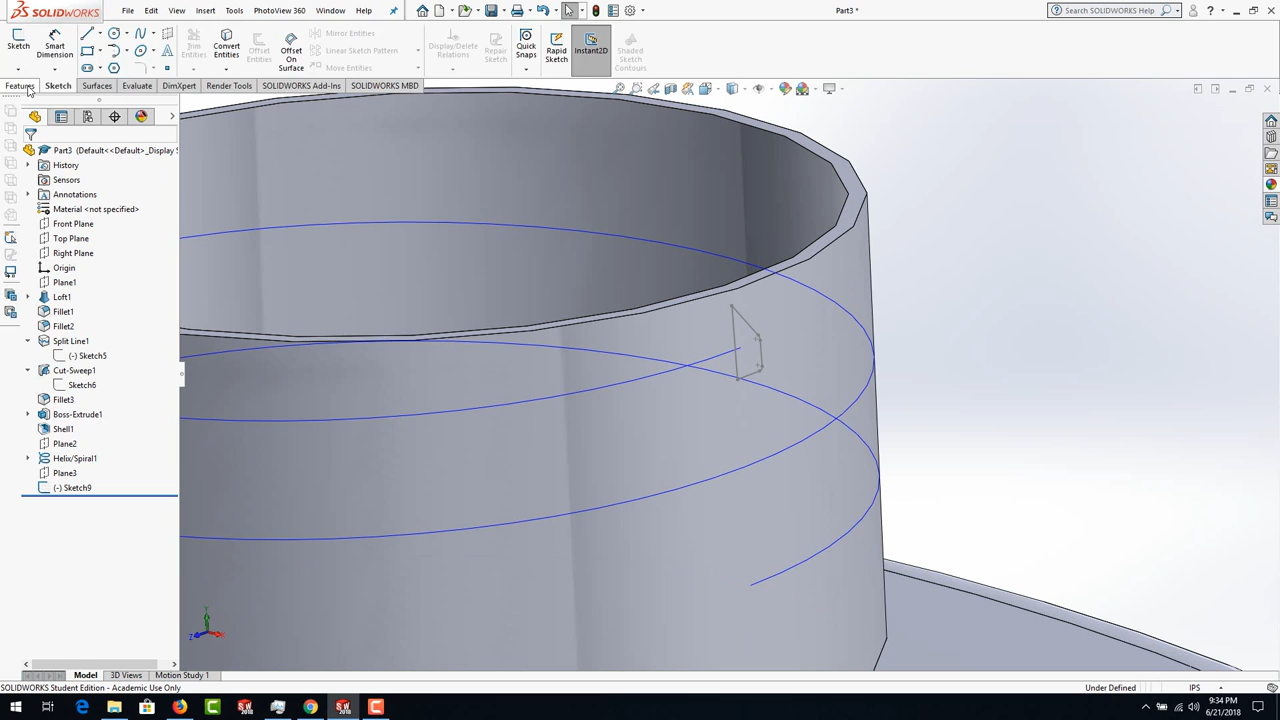 SOLIDWORKS File Edit View Insert Tools PhotoView 360 Window Help Part3 * Search SOLIDWORKS Help
Sketch Smart Dimension Trim Entities Convert Entities Offset Entities Offset On Surface Mirror Entities Linear Sketch Pattern Move Entities Display/Delete Relations Repair Sketch Quick Snaps Rapid Sketch Instant2D Shaded Sketch Contours
Features Sketch Surfaces Evaluate DimXpert Render Tools SOLIDWORKS Add-Ins SOLIDWORKS MBD
Part3 (Default<<Default>_Display S
History
Sensors
Annotations
Material <not specified>
Front Plane
Top Plane
Right Plane
Origin
Plane1
Loft1
Fillet1
Fillet2
Split Line1
(-) Sketch5
Cut-Sweep1
Sketch6
Fillet3
Boss-Extrude1
Shell1
Plane2
Helix/Spiral1
Plane3
(-) Sketch9
Y
Z X
Model 3D Views Motion Study 1
SOLIDWORKS Student Edition - Academic Use Only Under Defined IPS
9:34 PM
6/21/2018